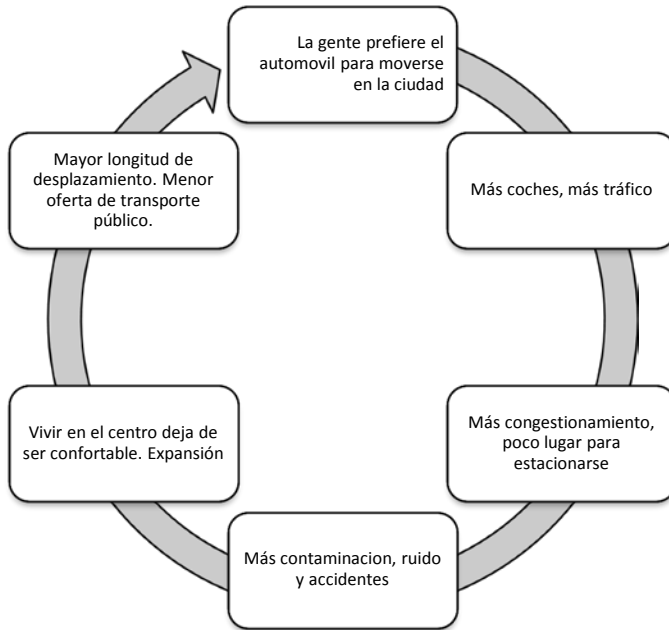 La gente prefiere el
automovil para moverse
en la ciudad
Más coches, más tráfico
Más congestionamiento,
poco lugar para
estacionarse
Más contaminacion, ruido
y accidentes
Vivir en el centro deja de
ser confortable. Expansión
Mayor longitud de
desplazamiento. Menor
oferta de transporte
público.